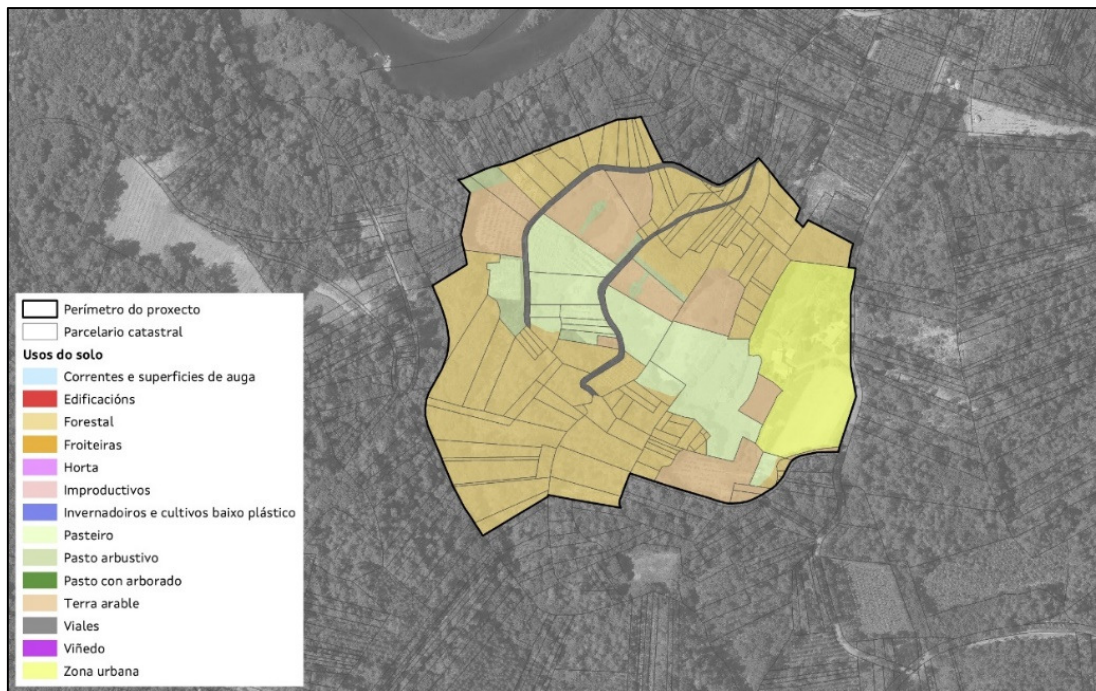 Perímetro do proxecto
Parcelario catastral
Usos do solo
Correntes e superficies de auga
Edificacións
Forestal
Froiteiras
Horta
Improductivos
Invernadoiros e cultivos baixo plástico
Pasteiro
Pasto arbustivo
Pasto con arborado
Terra arable
Viales
Viñedo
Zona urbana